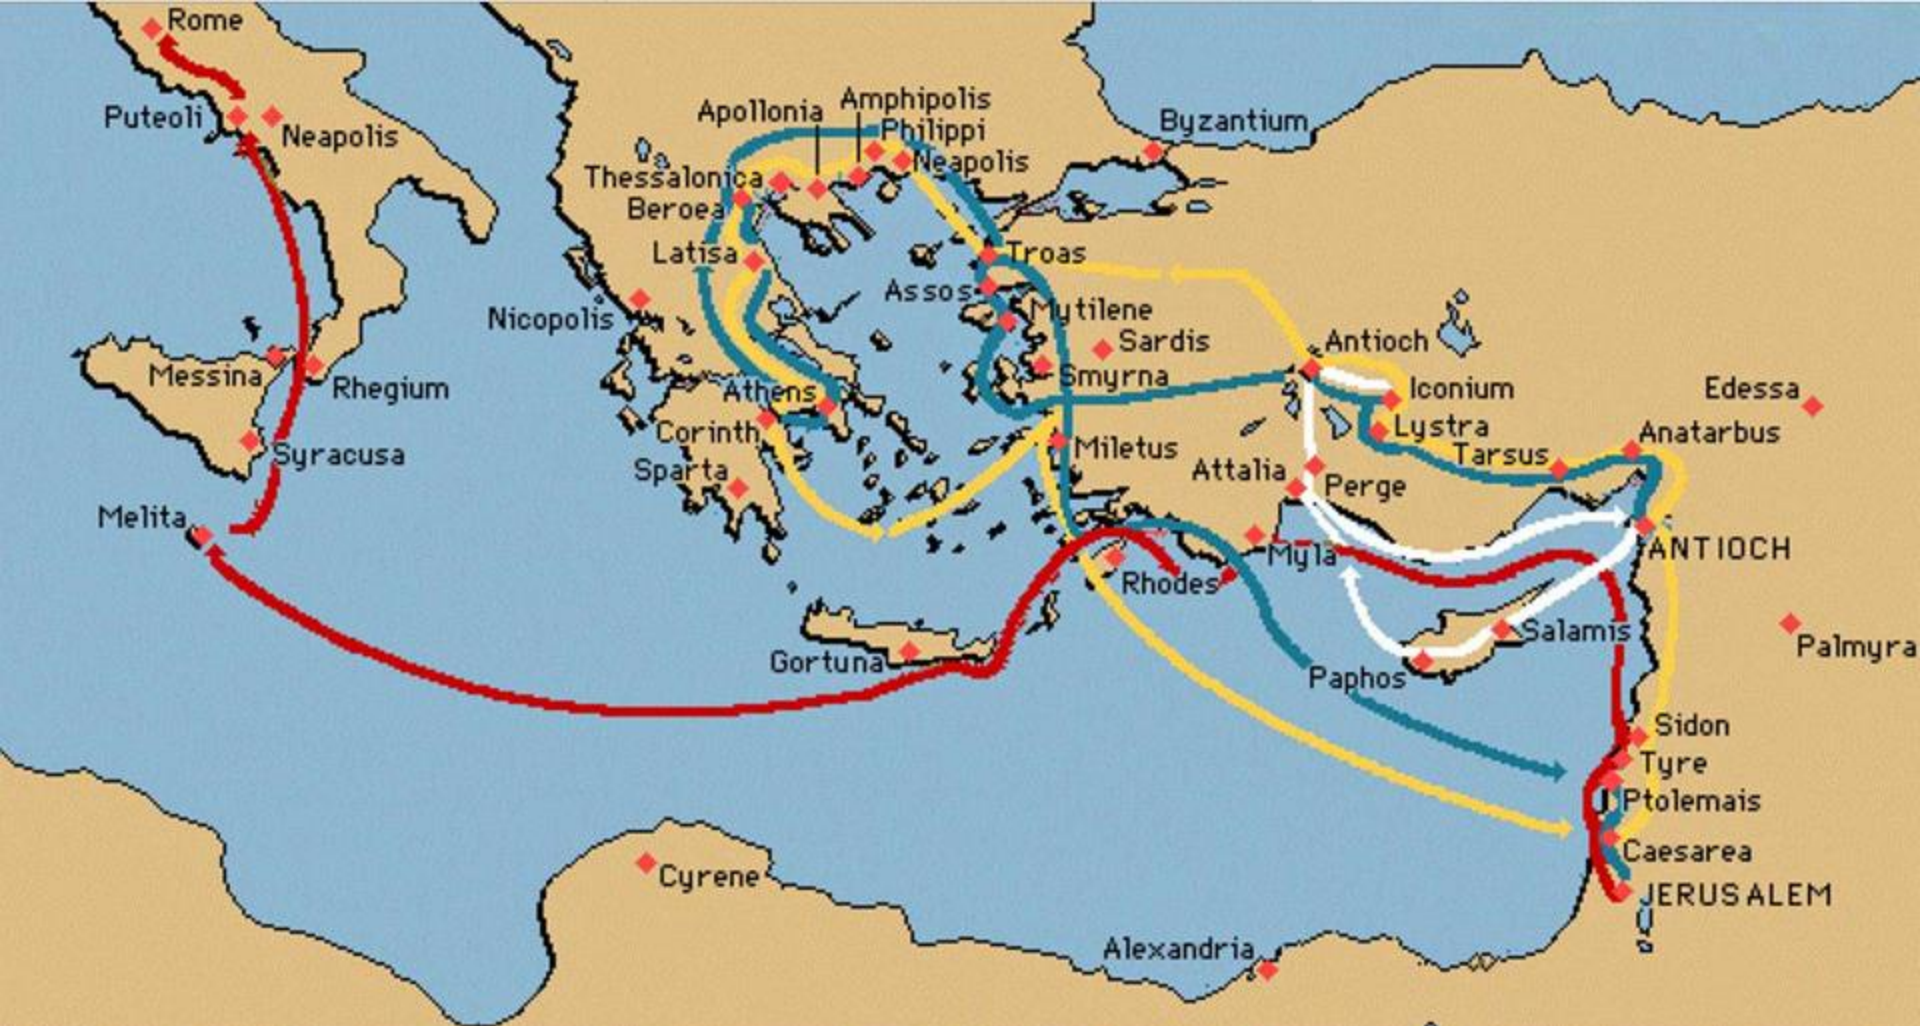 Rome
Puteoli
Neapolis
Apollonia
Amphipolis
Philippi
Neapolis
Byzantium
Thessalonica
Beroea
Latisa
Troas
Assos
Mytilene
Nicopolis
Sardis
Antioch
Messina
Rhegium
Smyrna
Iconium
Edessa
Athens
Corinth
Lystra
Anatarbus
Syracusa
Miletus
Tarsus
Sparta
Attalia
Perge
Melita
Myla
ANTIOCH
Rhodes
Salamis
Gortuna
Paphos
Palmyra
Sidon
Tyre
Ptolemais
Caesarea
Cyrene
JERUSALEM
Alexandria